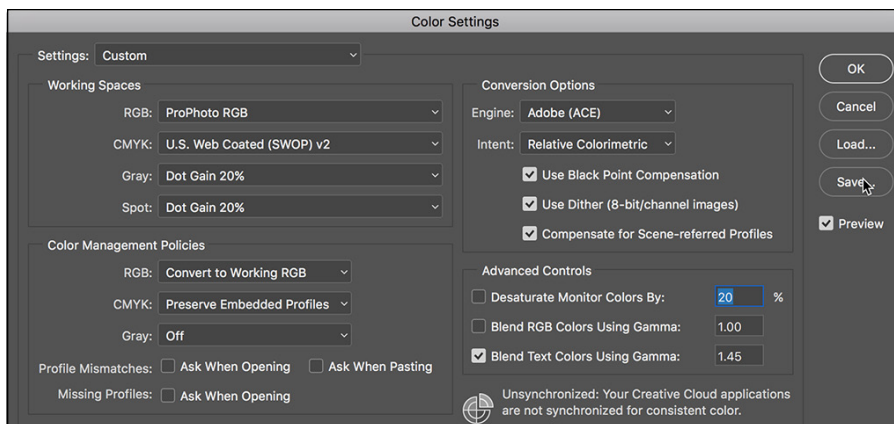 Color Settings
Settings: Custom
Working Spaces
RGB: ProPhoto RGB
CMYK: U.S. Web Coated (SWOP) v2
Gray: Dot Gain 20%
Spot: Dot Gain 20%
Color Management Policies
RGB: Convert to Working RGB
CMYK: Preserve Embedded Profiles
Gray: Off
Profile Mismatches: Ask When Opening Ask When Pasting
Missing Profiles: Ask When Opening
Conversion Options
Engine: Adobe (ACE)
Intent: Relative Colorimetric
Use Black Point Compensation
Use Dither (8-bit/channel images)
Compensate for Scene-referred Profiles
Advanced Controls
Desaturate Monitor Colors By: 20 %
Blend RGB Colors Using Gamma: 1.00
Blend Text Colors Using Gamma: 1.45
Unsynchronized: Your Creative Cloud applications
are not synchronized for consistent color.
OK
Cancel
Load...
Save...
Preview